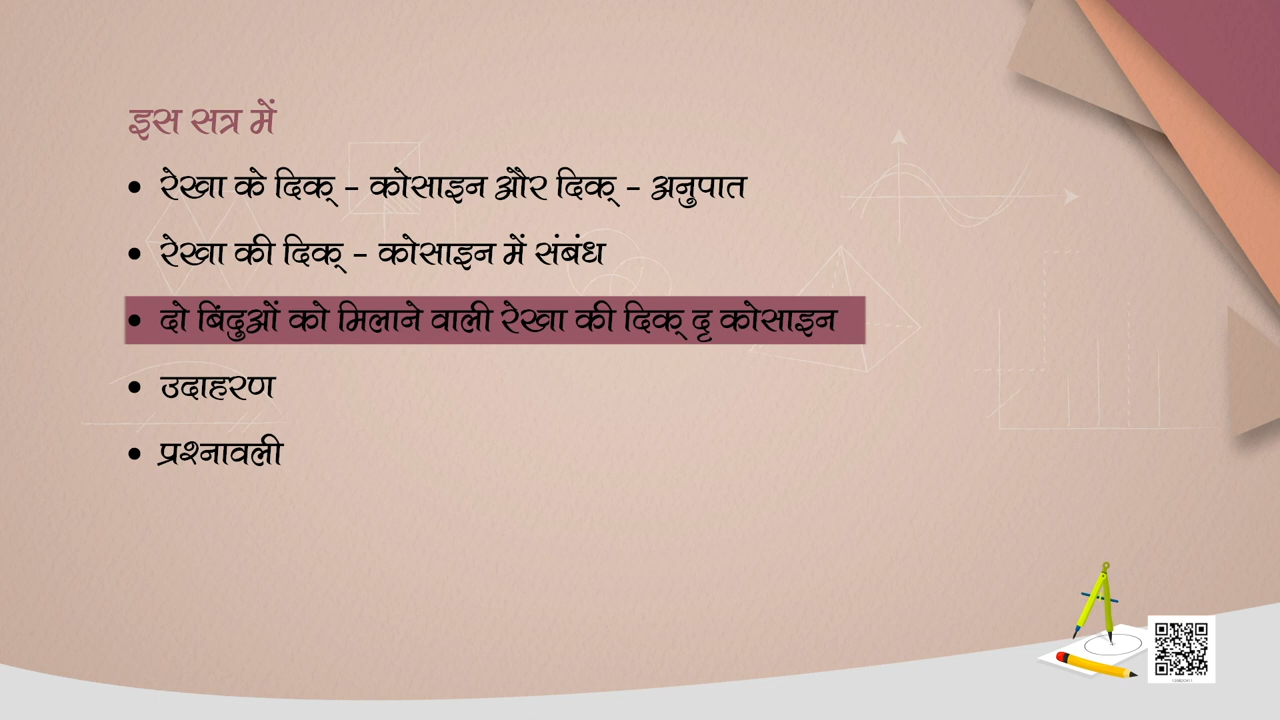 इस सत्र में
• रेखा के दिक् - कोसाइन और दिक् - अनुपात
• रेखा की दिक् - कोसाइन में संबंध
• दो बिंदुओं को मिलाने वाली रेखा की दिक् दृ कोसाइन
• उदाहरण
• प्रश्नावली